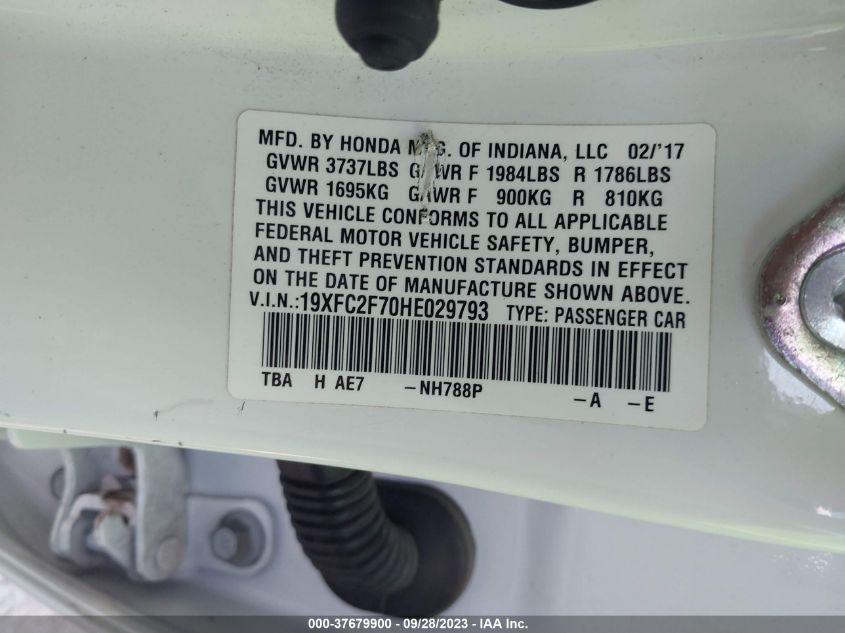 MFD. BY HONDA OF INDIANA, LLC 02/'17
GVWR 3737LBS GAWR F 1984LBS R 1786LBS
GVWR 1695KG GAWR F 900KG R 810KG
THIS VEHICLE CONFORMS TO ALL APPLICABLE
FEDERAL MOTOR VEHICLE SAFETY, BUMPER,
AND THEFT PREVENTION STANDARDS IN EFFECT
ON THE DATE OF MANUFACTURE SHOWN ABOVE.
V.I.N.:19XFC2F70HE029793 TYPE: PASSENGER CAR
TBA H AE7 –NH788P –A –E
000-37679900 - 09/28/2023 - IAA Inc.